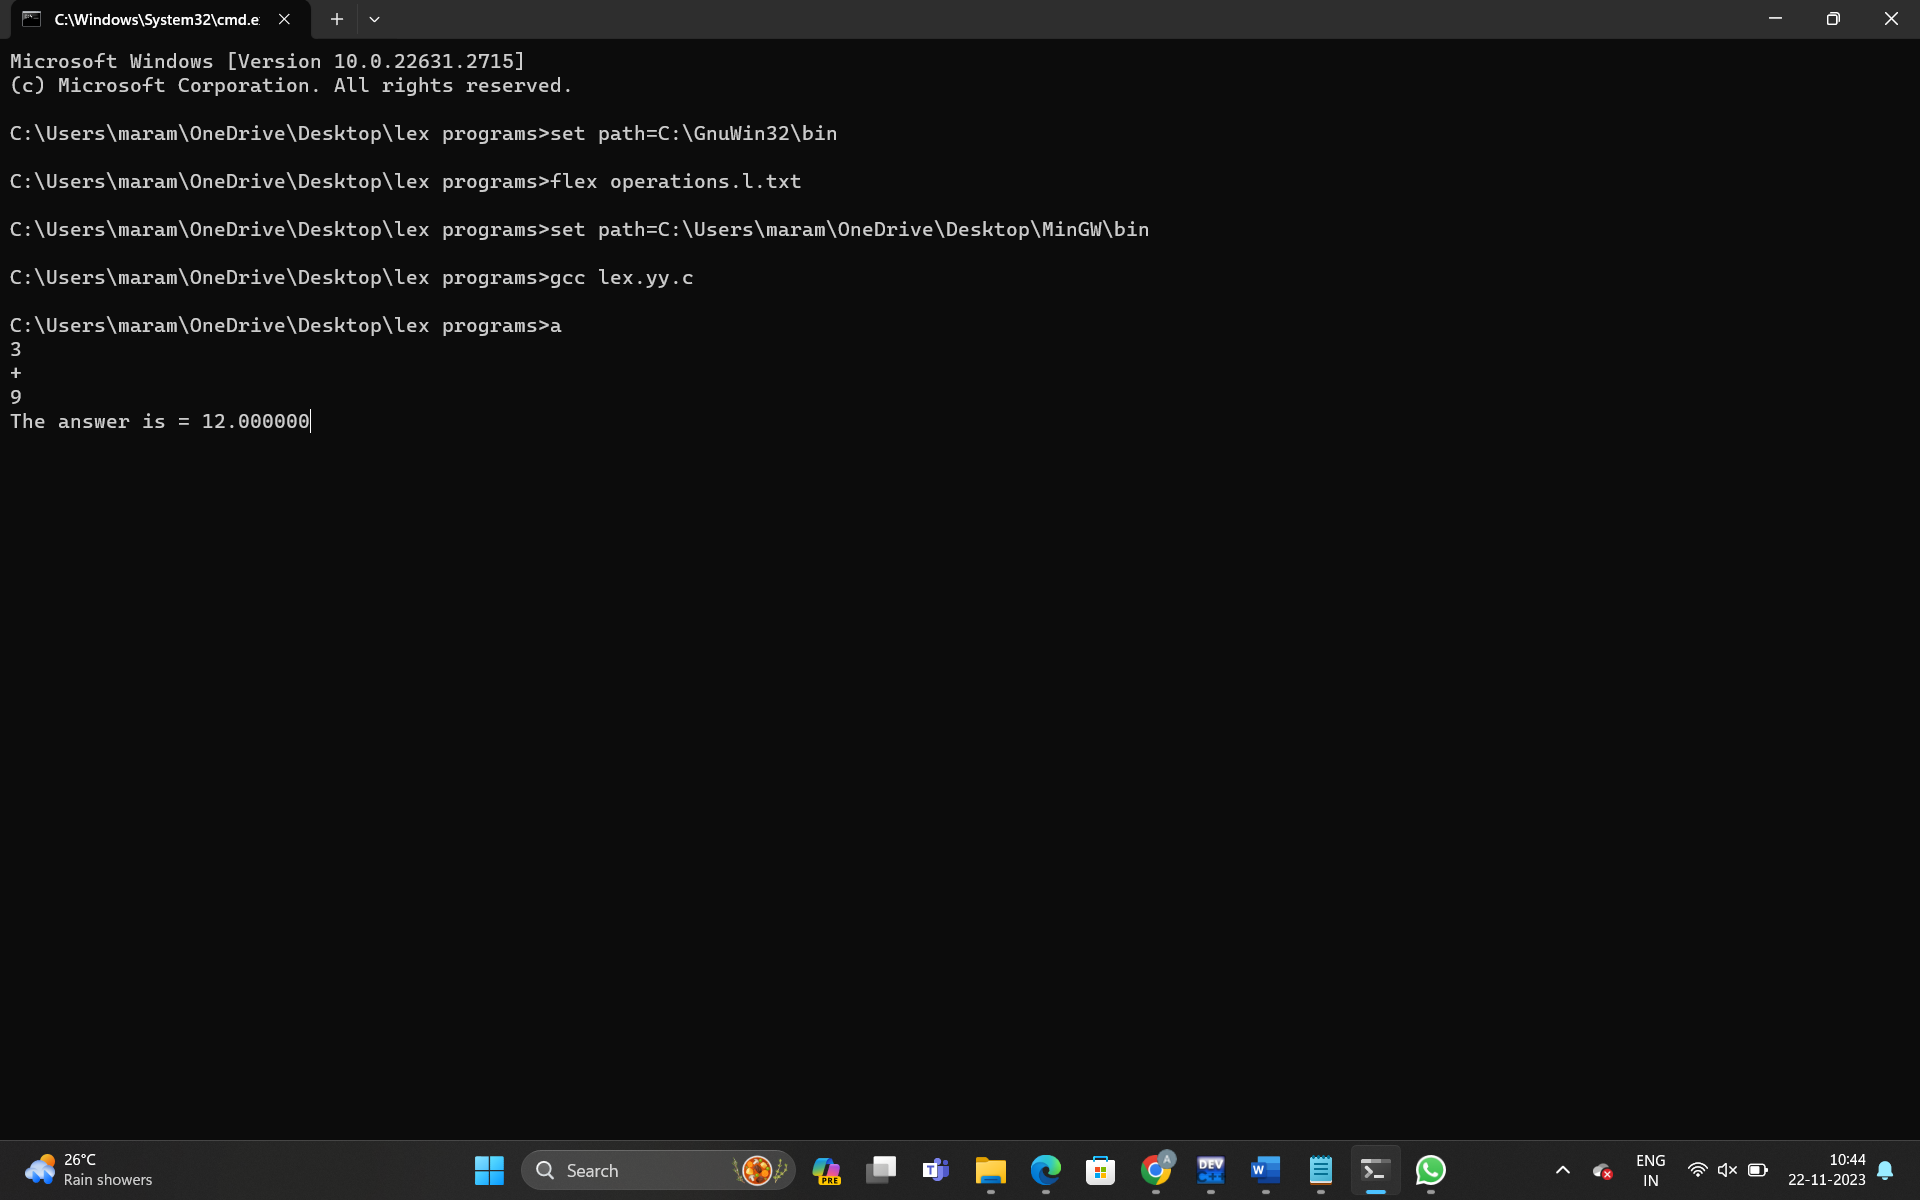 C:\Windows\System32\cmd.e
Microsoft Windows [Version 10.0.22631.2715]
(c) Microsoft Corporation. All rights reserved.
C:\Users\maram\OneDrive\Desktop\lex programs>set path=C:\GnuWin32\bin
C:\Users\maram\OneDrive\Desktop\lex programs>flex operations.l.txt
C:\Users\maram\OneDrive\Desktop\lex programs>set path=C:\Users\maram\OneDrive\Desktop\MinGW\bin
C:\Users\maram\OneDrive\Desktop\lex programs>gcc lex.yy.c
C:\Users\maram\OneDrive\Desktop\lex programs>a
3
+
9
The answer is = 12.000000
26°C
Rain showers
Search
PRE
T
A
DEV
C++
W
ENG
IN
10:44
22-11-2023